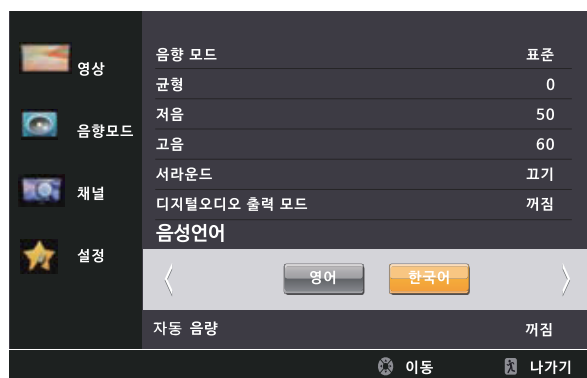 영상
음향모드
채널
설정
음향 모드 표준
균형 0
저음 50
고음 60
서라운드 끄기
디지털오디오 출력 모드 꺼짐
음성언어
영어 한국어
자동 음량 꺼짐
이동 나가기